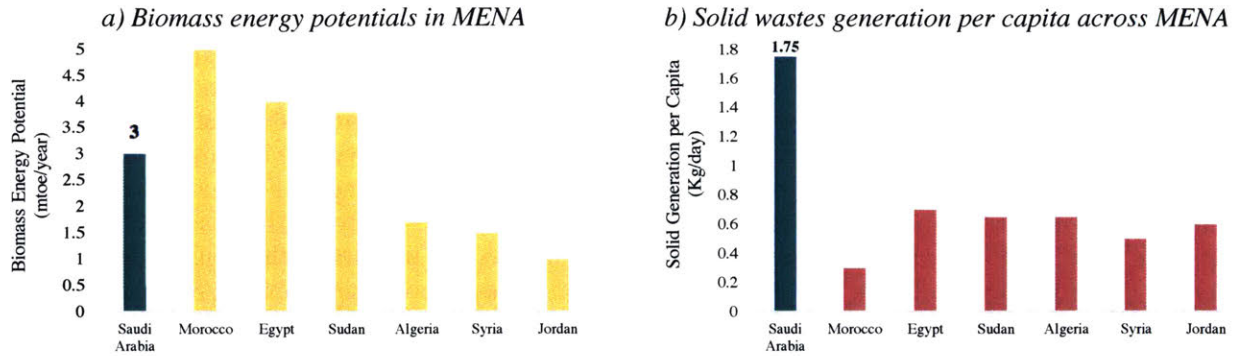 a) Biomass energy potentials in MENA
Biomass Energy Potential
(mtoe/year)
5
4.5
4
3.5
3
2.5
2
1.5
1
0.5
0
3
Saudi
Arabia
Morocco
Egypt
Sudan
Algeria
Syria
Jordan
b) Solid wastes generation per capita across MENA
Solid Generation per Capita
(Kg/day)
1.8
1.6
1.4
1.2
1
0.8
0.6
0.4
0.2
0
1.75
Saudi
Arabia
Morocco
Egypt
Sudan
Algeria
Syria
Jordan